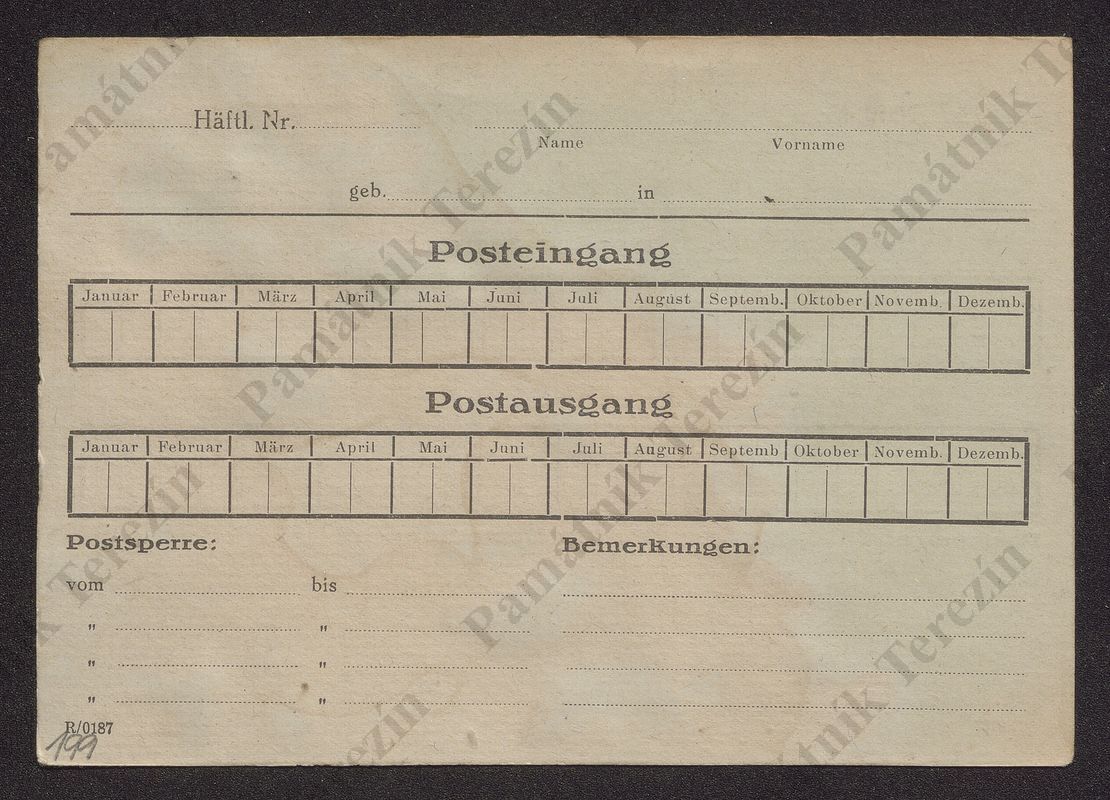 Häftl. Nr.
Name Vorname
geb. in
Posteingang
Januar Februar März April Mai Juni Juli August Septemb. Oktober Novemb. Dezemb.
Postausgang
Januar Februar März April Mai Juni Juli August Septemb Oktober Novemb. Dezemb.
Postsperre: Bemerkungen:
vom bis
" "
" "
" "
R/0187
199
Památník Terezín